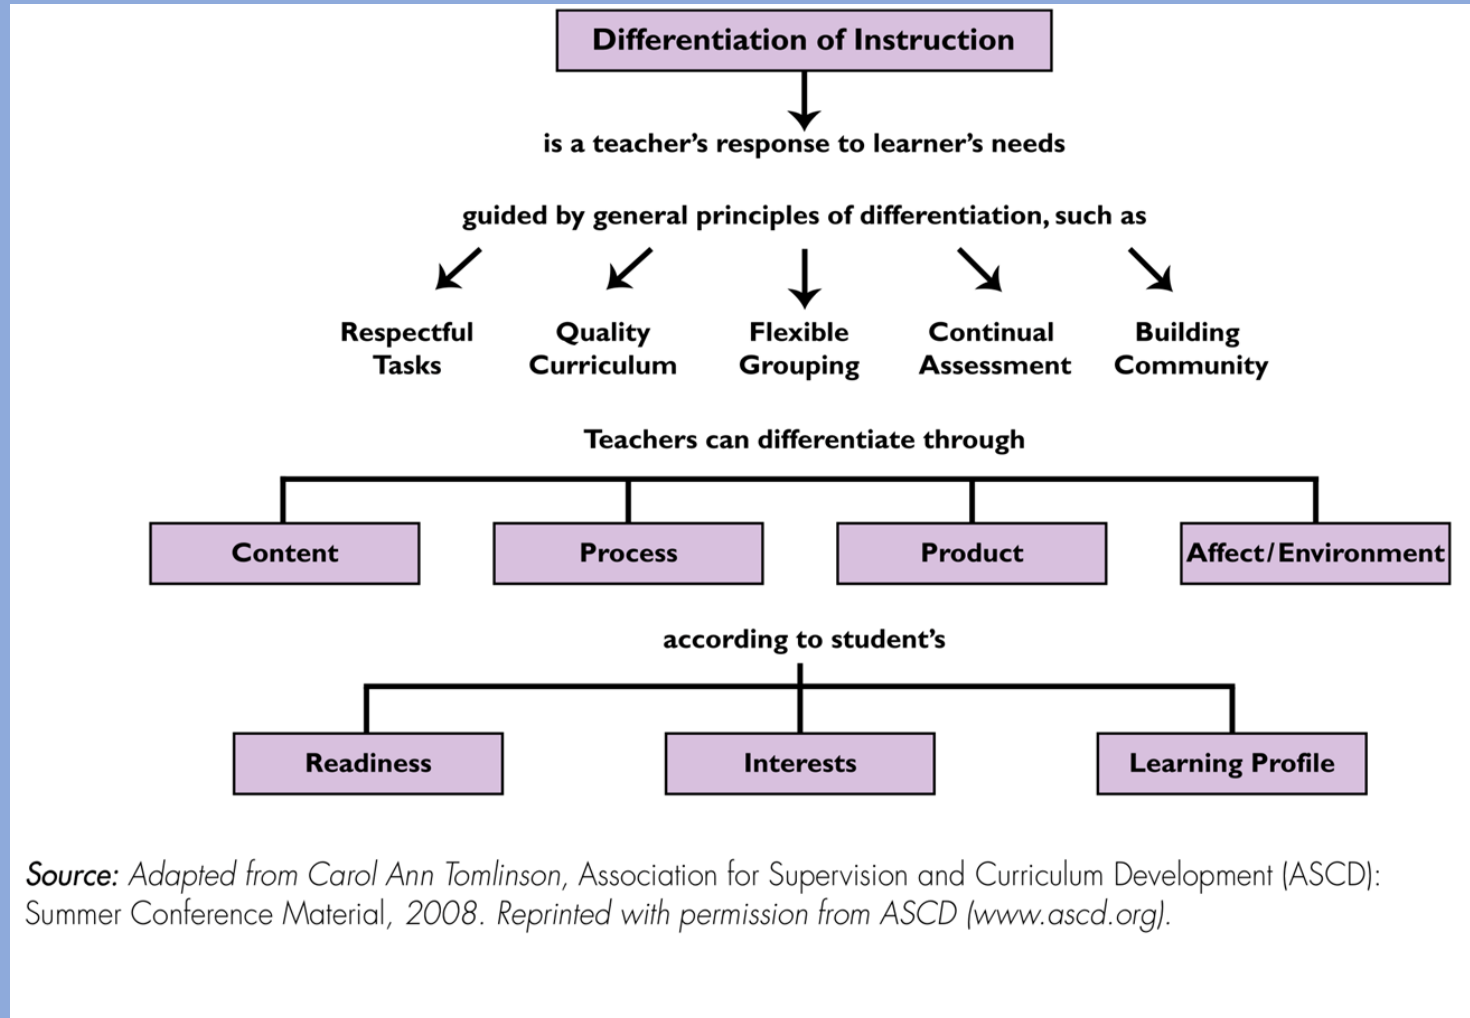 Differentiation of Instruction
is a teacher’s response to learner’s needs
guided by general principles of differentiation, such as
Respectful
Tasks
Quality
Curriculum
Flexible
Grouping
Continual
Assessment
Building
Community
Teachers can differentiate through
Content
Process
Product
Affect/Environment
according to student’s
Readiness
Interests
Learning Profile
Source: Adapted from Carol Ann Tomlinson, Association for Supervision and Curriculum Development (ASCD):
Summer Conference Material, 2008. Reprinted with permission from ASCD (www.ascd.org).